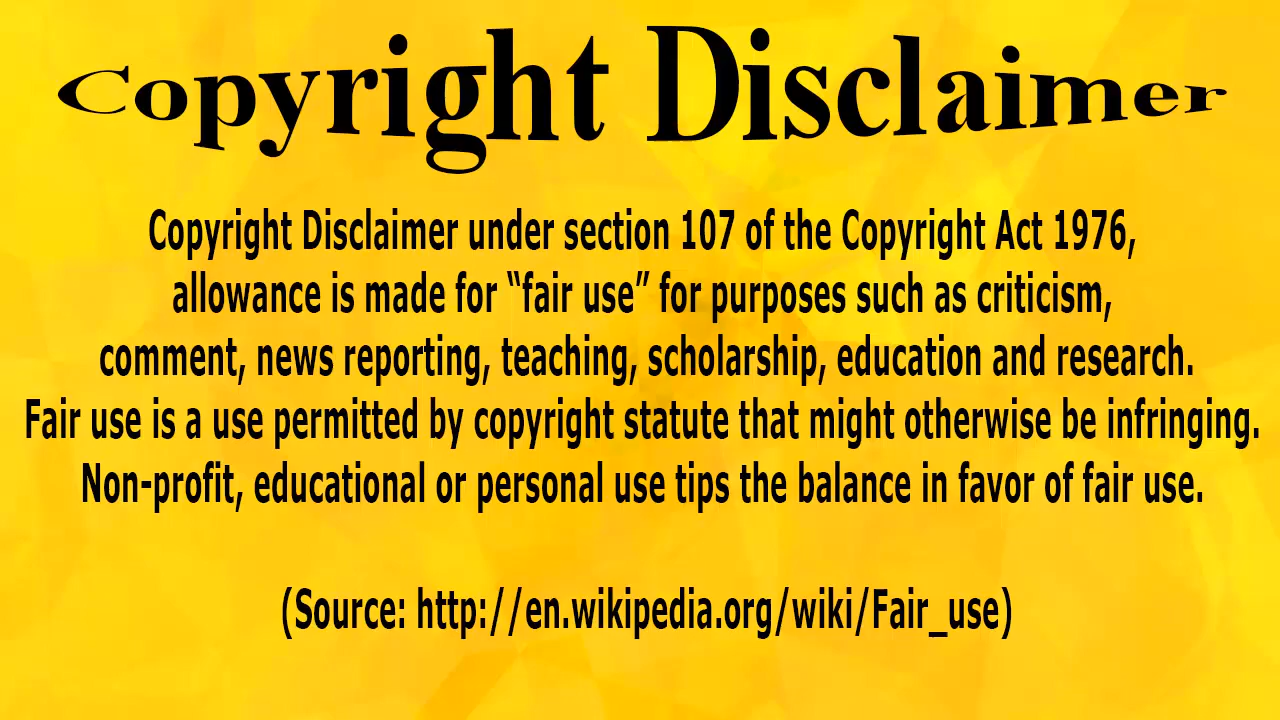 Copyright Disclaimer
Copyright Disclaimer under section 107 of the Copyright Act 1976,
allowance is made for “fair use” for purposes such as criticism,
comment, news reporting, teaching, scholarship, education and research.
Fair use is a use permitted by copyright statute that might otherwise be infringing.
Non-profit, educational or personal use tips the balance in favor of fair use.
(Source: http://en.wikipedia.org/wiki/Fair_use)